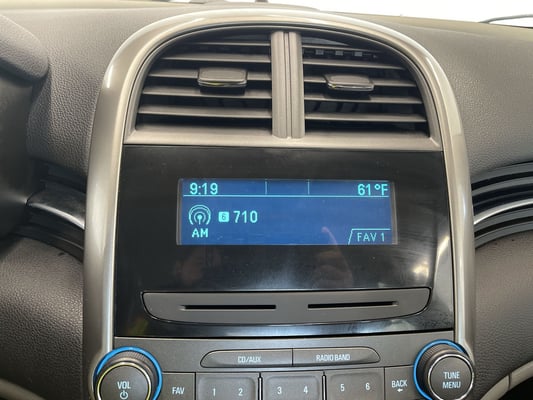 9:19 61°F
6 710
AM FAV 1
CD/AUX RADIO BAND
VOL FAV 1 2 3 4 5 6 BACK TUNE
MENU